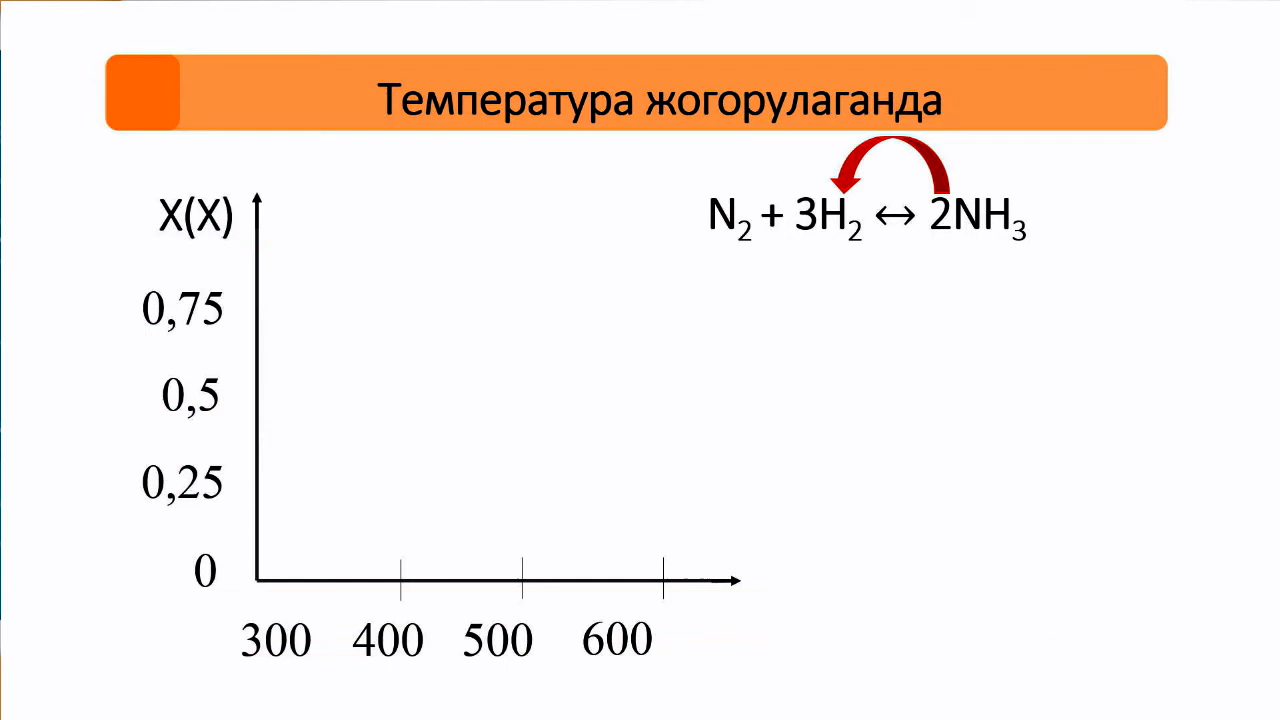 Температура жогорулаганда
X(X)
N₂ + 3H₂ ↔ 2NH₃
0,75
0,5
0,25
0
300 400 500 600